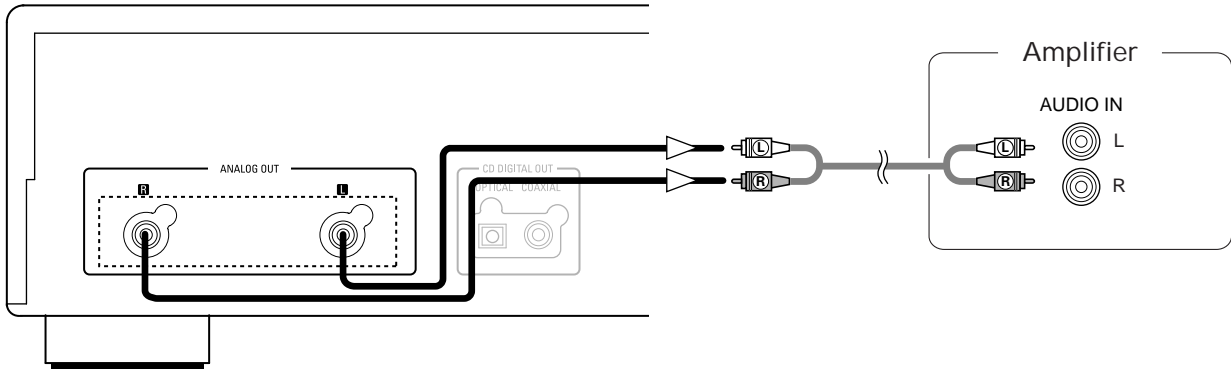 Amplifier
AUDIO IN
L
R
ANALOG OUT
R
L
CD DIGITAL OUT
OPTICAL COAXIAL
L
R
L
R